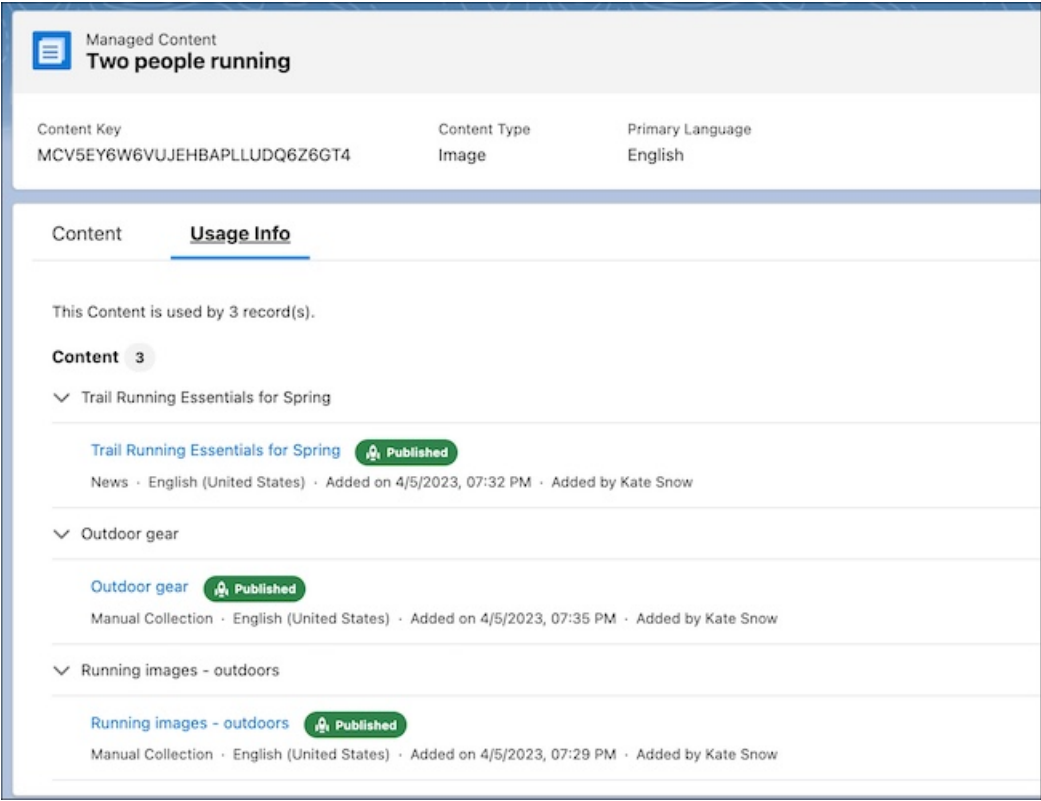 Managed Content
Two people running
Content Key
Content Type
Primary Language
MCV5EY6W6VUJEHBAPLLUDQ6Z6GT4
Image
English
Content
Usage Info
This Content is used by 3 record(s).
Content 3
Trail Running Essentials for Spring
Trail Running Essentials for Spring Published
News · English (United States) · Added on 4/5/2023, 07:32 PM · Added by Kate Snow
Outdoor gear
Outdoor gear Published
Manual Collection · English (United States) · Added on 4/5/2023, 07:35 PM · Added by Kate Snow
Running images - outdoors
Running images - outdoors Published
Manual Collection · English (United States) · Added on 4/5/2023, 07:29 PM · Added by Kate Snow